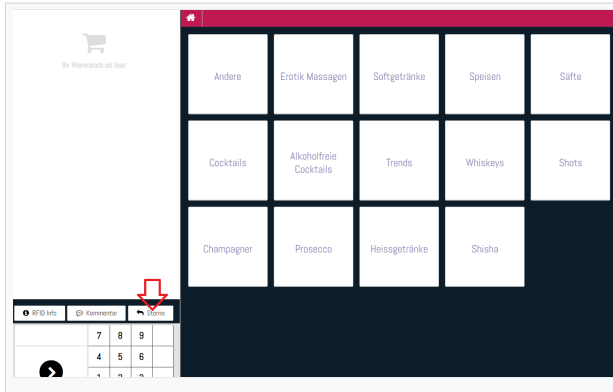 Ihr Warenkorb ist leer
Andere
Erotik Massagen
Softgetränke
Speisen
Säfte
Cocktails
Alkoholfreie
Cocktails
Trends
Whiskeys
Shots
Champagner
Prosecco
Heissgetränke
Shisha
RFID Info
Kommentar
Storno
7 8 9
4 5 6